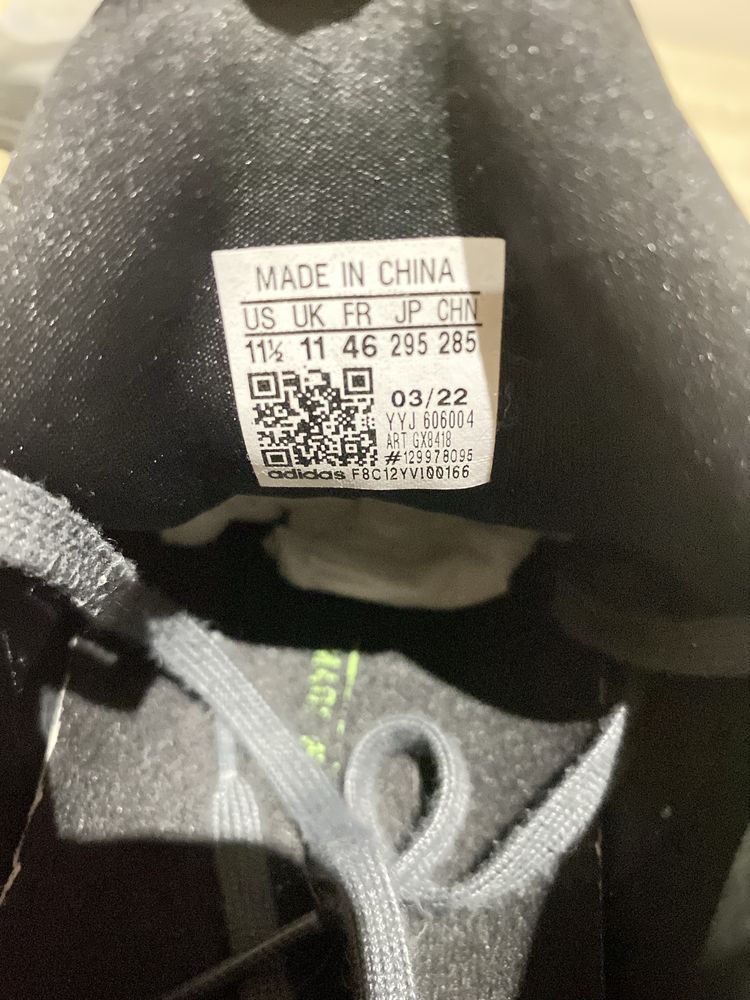 MADE IN CHINA
US UK FR JP CHN
11½ 11 46 295 285
03/22
YYJ 606004
ART GX8418
#129978095
adidas F8C12YVI00166